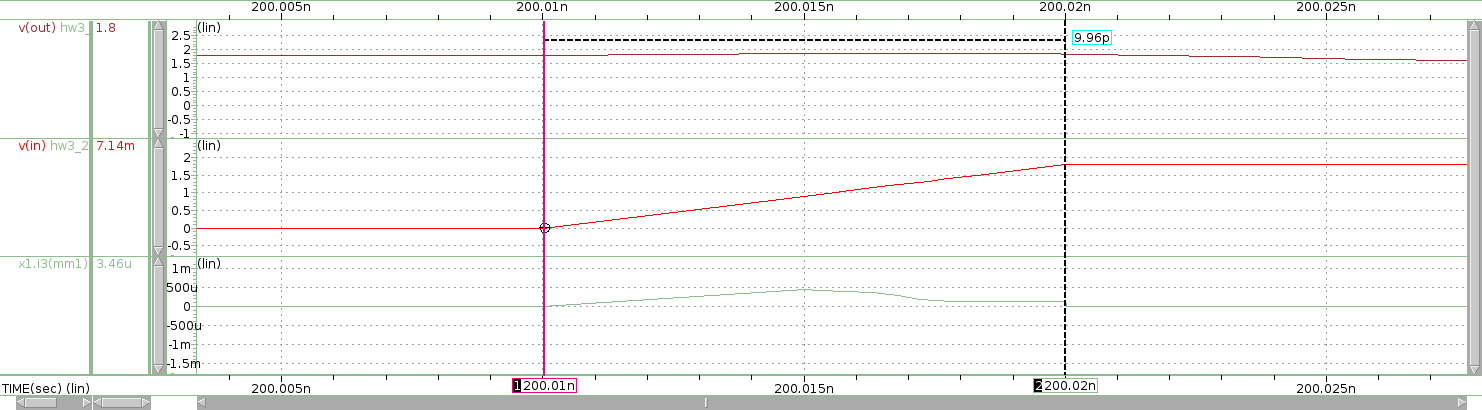 200.005n 200.01n 200.015n 200.02n 200.025n
v(out) hw3_ 1.8 (lin)
9.96p
2.5
2
1.5
1
0.5
0
-0.5
-1
v(in) hw3_2 7.14m (lin)
2
1.5
1
0.5
0
-0.5
x1.i3(mm1) 3.46u (lin)
1m
500u
0
-500u
-1m
-1.5m
TIME(sec) (lin) 200.005n 1 200.01n 200.015n 2 200.02n 200.025n